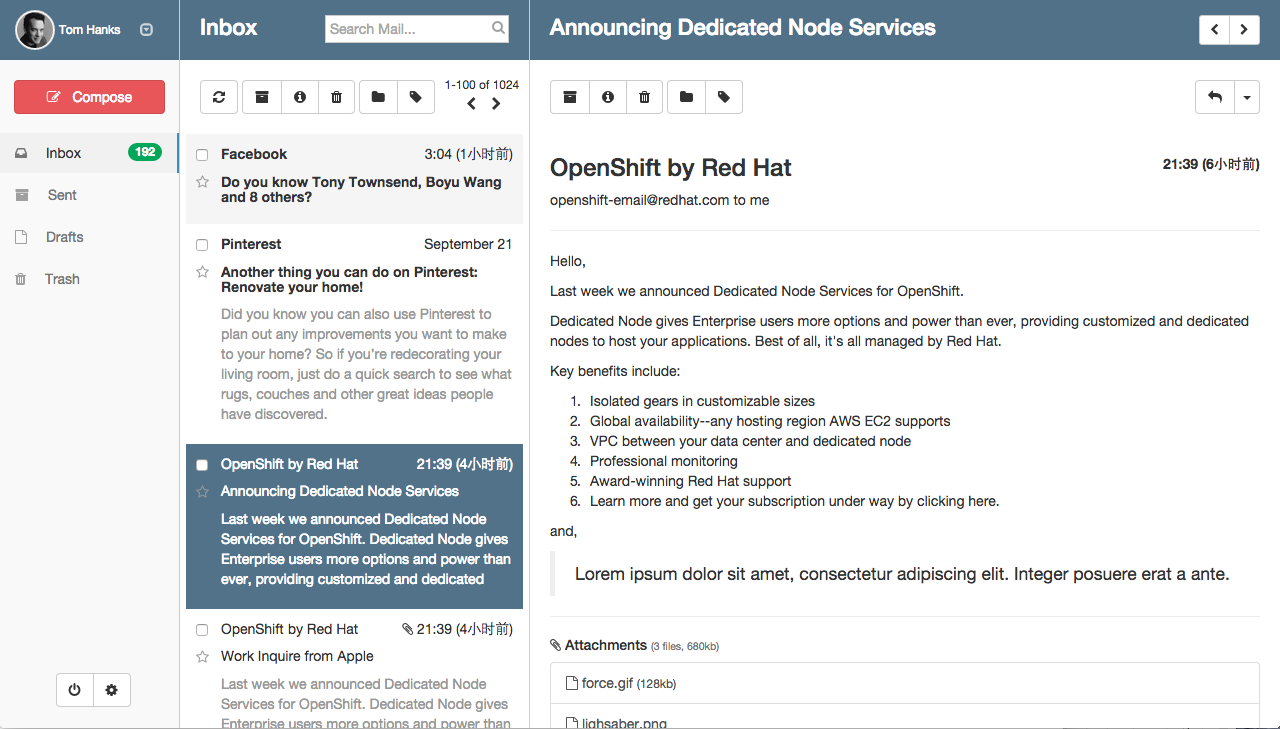 Tom Hanks
Compose
Inbox
192
Sent
Drafts
Trash
Inbox
Search Mail...
1-100 of 1024
Facebook
3:04 (1小时前)
Do you know Tony Townsend, Boyu Wang
and 8 others?
Pinterest
September 21
Another thing you can do on Pinterest:
Renovate your home!
Did you know you can also use Pinterest to
plan out any improvements you want to make
to your home? So if you're redecorating your
living room, just do a quick search to see what
rugs, couches and other great ideas people
have discovered.
OpenShift by Red Hat
21:39 (4小时前)
Announcing Dedicated Node Services
Last week we announced Dedicated Node
Services for OpenShift. Dedicated Node gives
Enterprise users more options and power than
ever, providing customized and dedicated
OpenShift by Red Hat
21:39 (4小时前)
Work Inquire from Apple
Last week we announced Dedicated Node
Services for OpenShift. Dedicated Node gives
Enterprise users more options and power than
Announcing Dedicated Node Services
OpenShift by Red Hat
21:39 (6小时前)
openshift-email@redhat.com to me
Hello,
Last week we announced Dedicated Node Services for OpenShift.
Dedicated Node gives Enterprise users more options and power than ever, providing customized and dedicated
nodes to host your applications. Best of all, it's all managed by Red Hat.
Key benefits include:
1. Isolated gears in customizable sizes
2. Global availability--any hosting region AWS EC2 supports
3. VPC between your data center and dedicated node
4. Professional monitoring
5. Award-winning Red Hat support
6. Learn more and get your subscription under way by clicking here.
and,
Lorem ipsum dolor sit amet, consectetur adipiscing elit. Integer posuere erat a ante.
Attachments (3 files, 680kb)
force.gif (128kb)
lighsaber.png